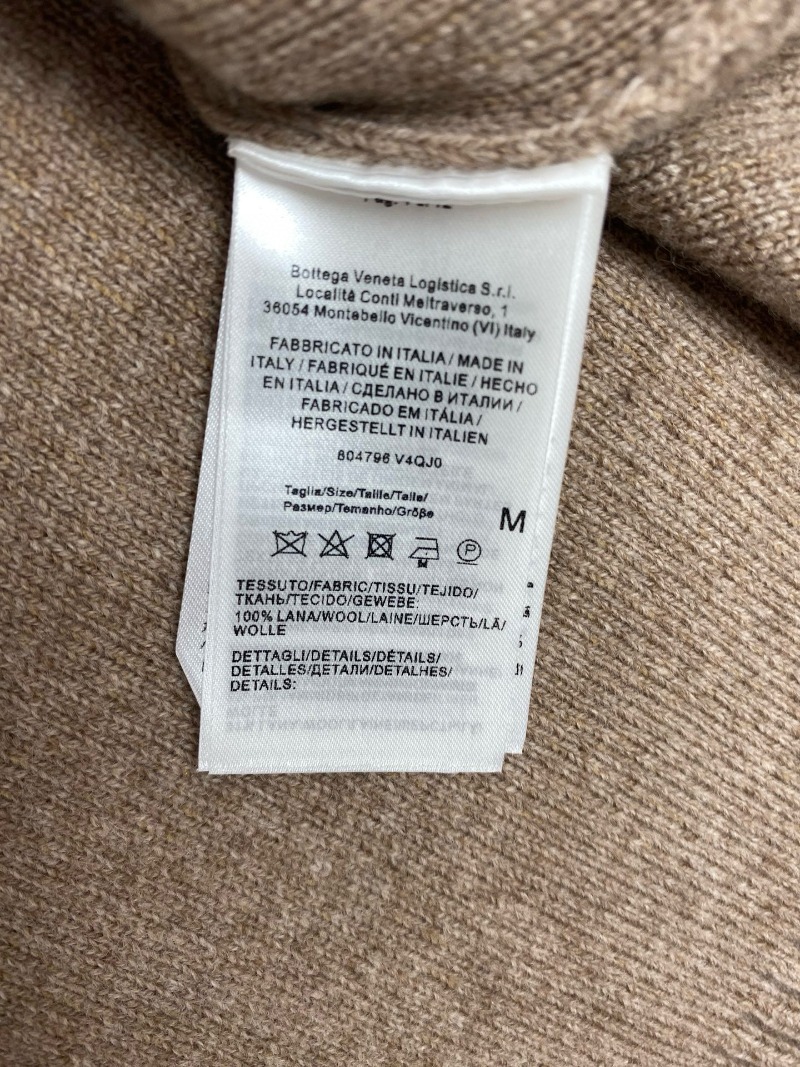 Bottega Veneta Logistica S.r.l.
Località Conti Meltraverso, 1
36054 Montebello Vicentino (VI) Italy
FABBRICATO IN ITALIA / MADE IN
ITALY / FABRIQUÉ EN ITALIE / HECHO
EN ITALIA / СДЕЛАНО В ИТАЛИИ /
FABRICADO EM ITÁLIA /
HERGESTELLT IN ITALIEN
604796 V4QJ0
Taglia/Size/Taille/Talla/
Размер/Temanho/Größe
M
P
TESSUTO/FABRIC/TISSU/TEJIDO/
ТКАНЬ/TECIDO/GEWEBE:
100% LANA/WOOL/LAINE/ШЕРСТЬ/LÃ/
WOLLE
DETTAGLI/DETAILS/DÉTAILS/
DETALLES/ДЕТАЛИ/DETALHES/
DETAILS: